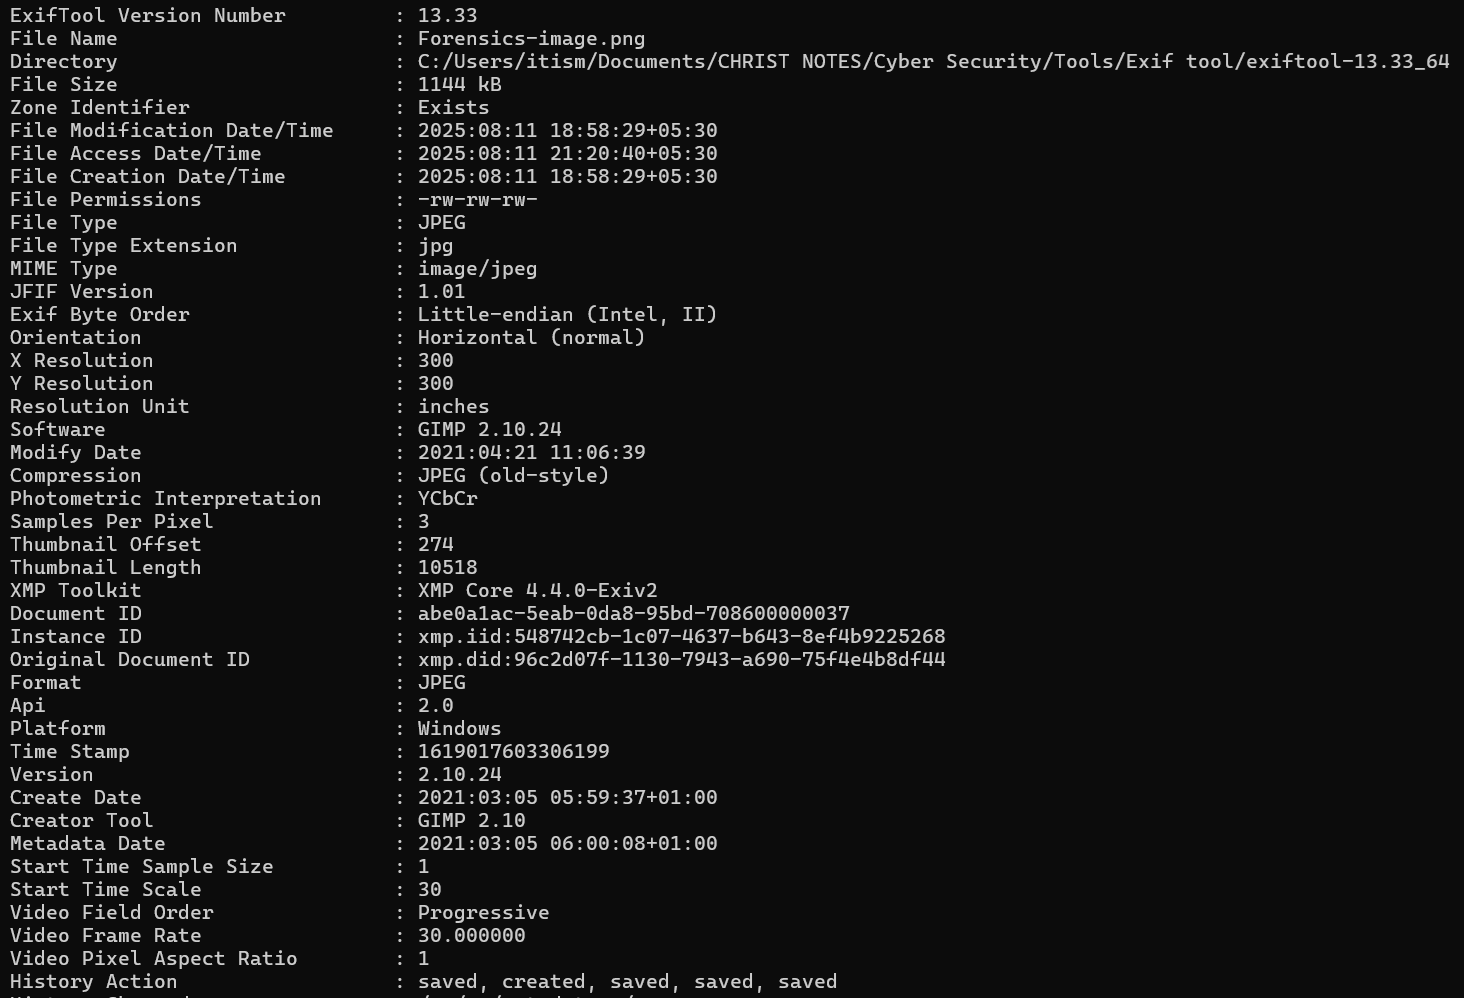 ExifTool Version Number : 13.33
File Name : Forensics-image.png
Directory : C:/Users/itism/Documents/CHRIST NOTES/Cyber Security/Tools/Exif tool/exiftool-13.33_64
File Size : 1144 kB
Zone Identifier : Exists
File Modification Date/Time : 2025:08:11 18:58:29+05:30
File Access Date/Time : 2025:08:11 21:20:40+05:30
File Creation Date/Time : 2025:08:11 18:58:29+05:30
File Permissions : -rw-rw-rw-
File Type : JPEG
File Type Extension : jpg
MIME Type : image/jpeg
JFIF Version : 1.01
Exif Byte Order : Little-endian (Intel, II)
Orientation : Horizontal (normal)
X Resolution : 300
Y Resolution : 300
Resolution Unit : inches
Software : GIMP 2.10.24
Modify Date : 2021:04:21 11:06:39
Compression : JPEG (old-style)
Photometric Interpretation : YCbCr
Samples Per Pixel : 3
Thumbnail Offset : 274
Thumbnail Length : 10518
XMP Toolkit : XMP Core 4.4.0-Exiv2
Document ID : abe0a1ac-5eab-0da8-95bd-708600000037
Instance ID : xmp.iid:548742cb-1c07-4637-b643-8ef4b9225268
Original Document ID : xmp.did:96c2d07f-1130-7943-a690-75f4e4b8df44
Format : JPEG
Api : 2.0
Platform : Windows
Time Stamp : 1619017603306199
Version : 2.10.24
Create Date : 2021:03:05 05:59:37+01:00
Creator Tool : GIMP 2.10
Metadata Date : 2021:03:05 06:00:08+01:00
Start Time Sample Size : 1
Start Time Scale : 30
Video Field Order : Progressive
Video Frame Rate : 30.000000
Video Pixel Aspect Ratio : 1
History Action : saved, created, saved, saved, saved